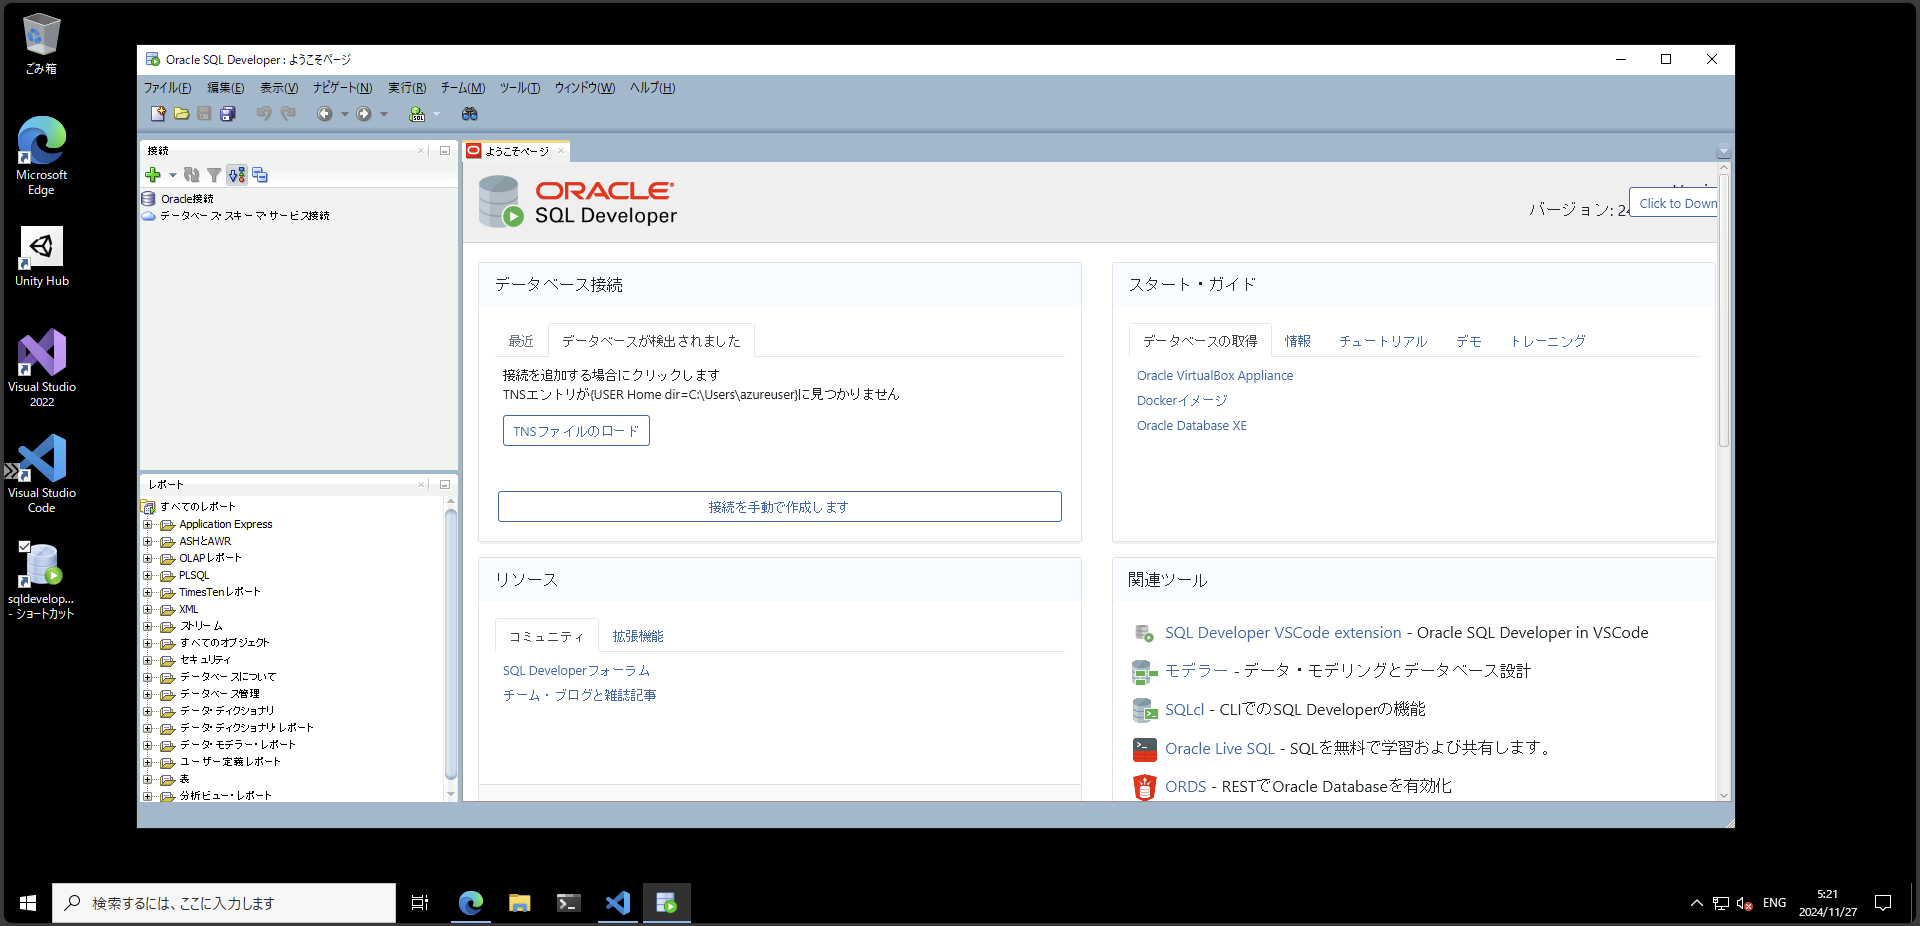 ごみ箱
Microsoft
Edge
Unity Hub
Visual Studio
2022
Visual Studio
Code
sqldevelop...
- ショートカット
Oracle SQL Developer : ようこそページ
ファイル(F) 編集(E) 表示(V) ナビゲート(N) 実行(R) チーム(M) ツール(T) ウィンドウ(W) ヘルプ(H)
接続
Oracle接続
データベース・スキーマ・サービス接続
レポート
すべてのレポート
Application Express
ASHとAWR
OLAPレポート
PLSQL
TimesTenレポート
XML
ストリーム
すべてのオブジェクト
セキュリティ
データベースについて
データベース管理
データ・ディクショナリ
データ・ディクショナリ・レポート
データ・モデラー・レポート
ユーザー定義レポート
表
分析ビュー・レポート
ようこそページ
ORACLE
SQL Developer
バージョン: 24
Click to Down
データベース接続
最近 データベースが検出されました
接続を追加する場合にクリックします
TNSエントリが{USER Home dir=C:\Users\azureuser}に見つかりません
TNSファイルのロード
接続を手動で作成します
スタート・ガイド
データベースの取得 情報 チュートリアル デモ トレーニング
Oracle VirtualBox Appliance
Dockerイメージ
Oracle Database XE
リソース
コミュニティ 拡張機能
SQL Developerフォーラム
チーム・ブログと雑誌記事
関連ツール
SQL Developer VSCode extension - Oracle SQL Developer in VSCode
モデラー - データ・モデリングとデータベース設計
SQLcl - CLIでのSQL Developerの機能
Oracle Live SQL - SQLを無料で学習および共有します。
ORDS - RESTでOracle Databaseを有効化
検索するには、ここに入力します
ENG
5:21
2024/11/27